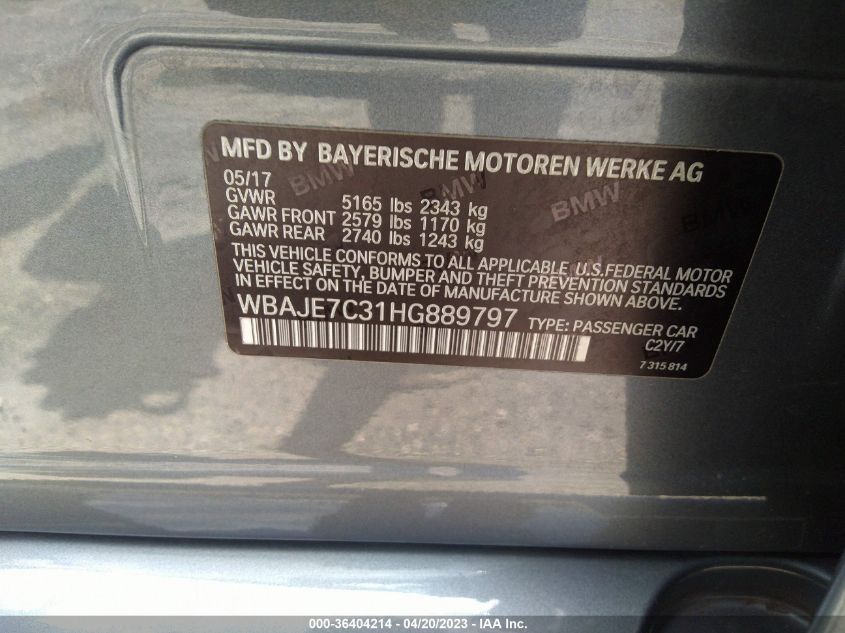 MFD BY BAYERISCHE MOTOREN WERKE AG
05/17
GVWR 5165 lbs 2343 kg
GAWR FRONT 2579 lbs 1170 kg
GAWR REAR 2740 lbs 1243 kg
THIS VEHICLE CONFORMS TO ALL APPLICABLE U.S.FEDERAL MOTOR
VEHICLE SAFETY, BUMPER AND THEFT PREVENTION STANDARDS
IN EFFECT ON THE DATE OF MANUFACTURE SHOWN ABOVE.
WBAJE7C31HG889797 TYPE: PASSENGER CAR
C2Y/7
7 315 814
BMW
BMW
BMW
000-36404214 - 04/20/2023 - IAA